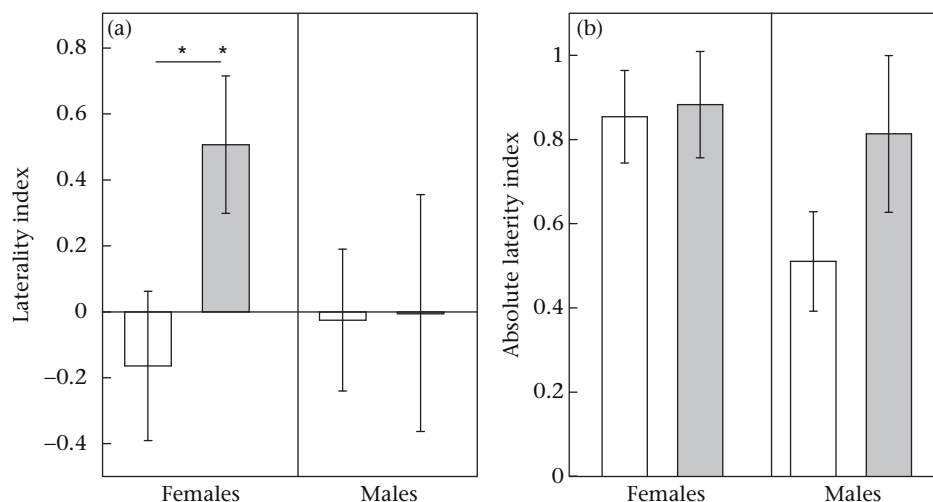 (a)
* *
0.8
0.6
0.4
0.2
0
–0.2
–0.4
Laterality index
Females Males
(b)
1
0.8
0.6
0.4
0.2
0
Absolute laterity index
Females Males